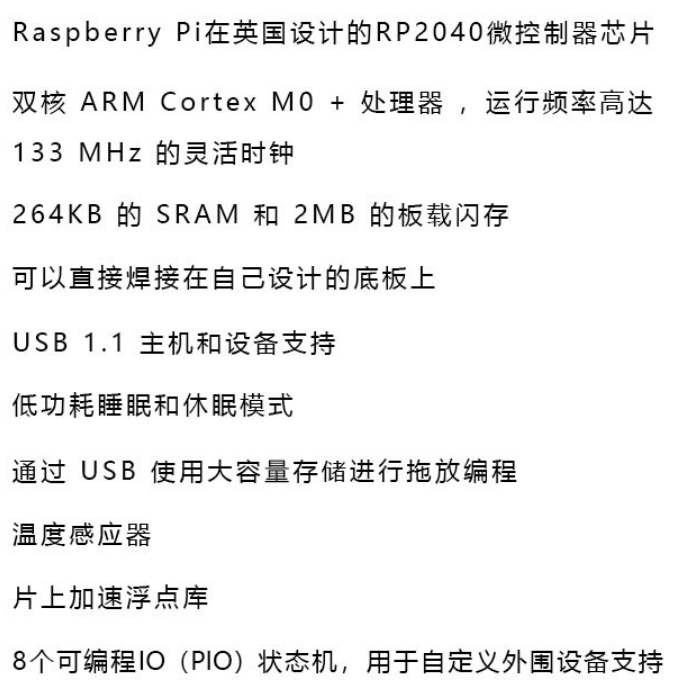 Raspberry Pi在英国设计的RP2040微控制器芯片
双核 ARM Cortex M0 + 处理器 ，运行频率高达
133 MHz 的灵活时钟
264KB 的 SRAM 和 2MB 的板载闪存
可以直接焊接在自己设计的底板上
USB 1.1 主机和设备支持
低功耗睡眠和休眠模式
通过 USB 使用大容量存储进行拖放编程
温度感应器
片上加速浮点库
8个可编程IO（PIO）状态机，用于自定义外围设备支持